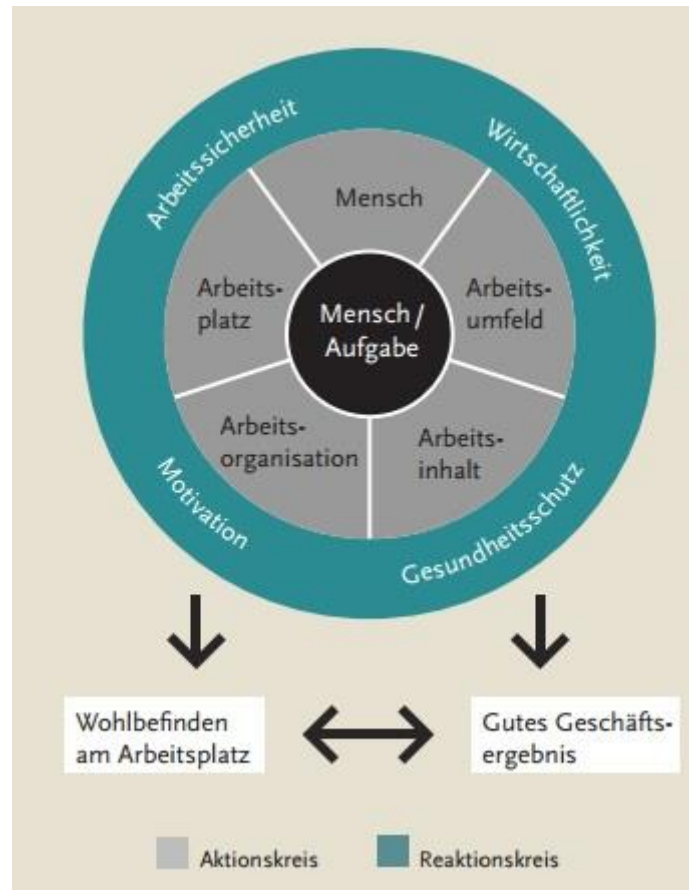 Arbeitssicherheit
Wirtschaftlichkeit
Mensch
Arbeits-
platz
Mensch /
Aufgabe
Arbeits-
umfeld
Arbeits-
organisation
Arbeits-
inhalt
Motivation
Gesundheitsschutz
Wohlbefinden
am Arbeitsplatz
Gutes Geschäfts-
ergebnis
Aktionskreis
Reaktionskreis